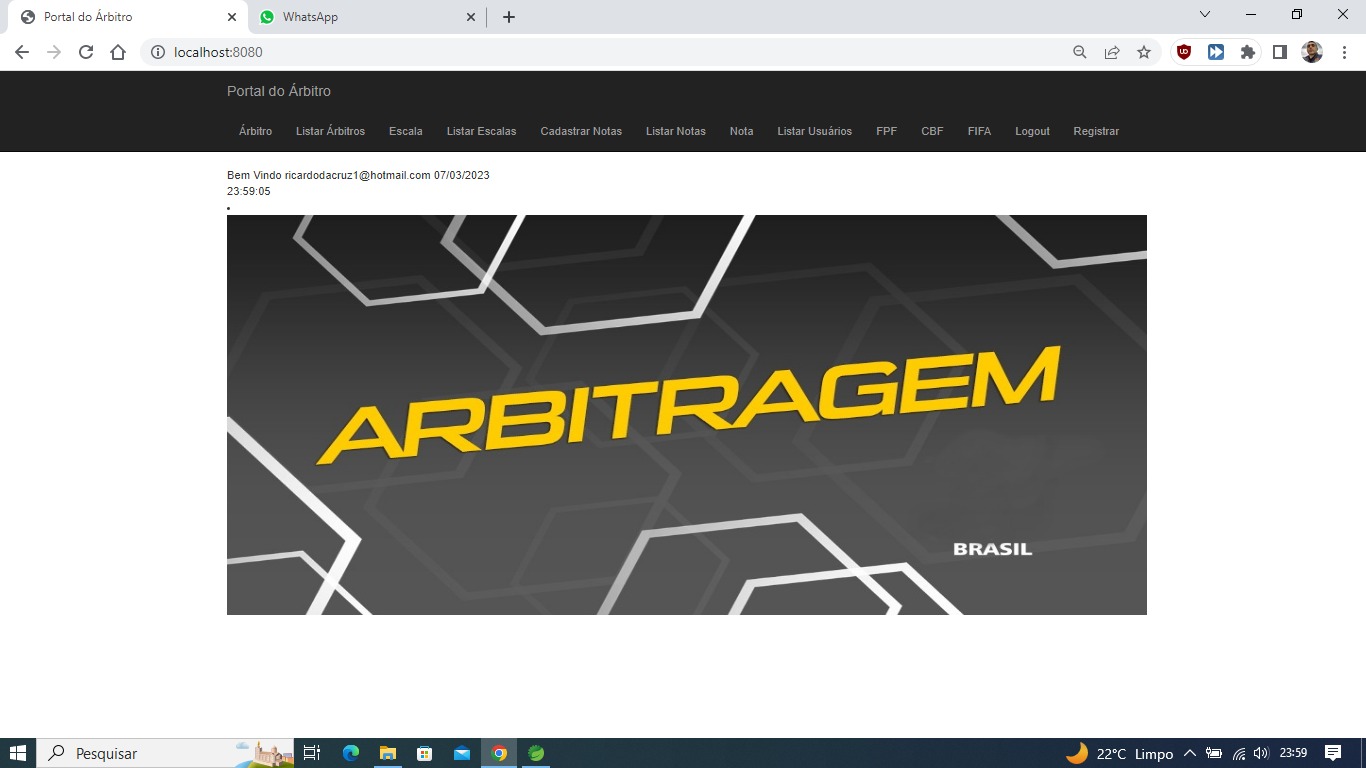 Portal do Árbitro
WhatsApp
localhost:8080
Portal do Árbitro
Árbitro Listar Árbitros Escala Listar Escalas Cadastrar Notas Listar Notas Nota Listar Usuários FPF CBF FIFA Logout Registrar
Bem Vindo ricardodacruz1@hotmail.com 07/03/2023
23:59:05
ARBITRAGEM
BRASIL
Pesquisar
22°C Limpo
23:59